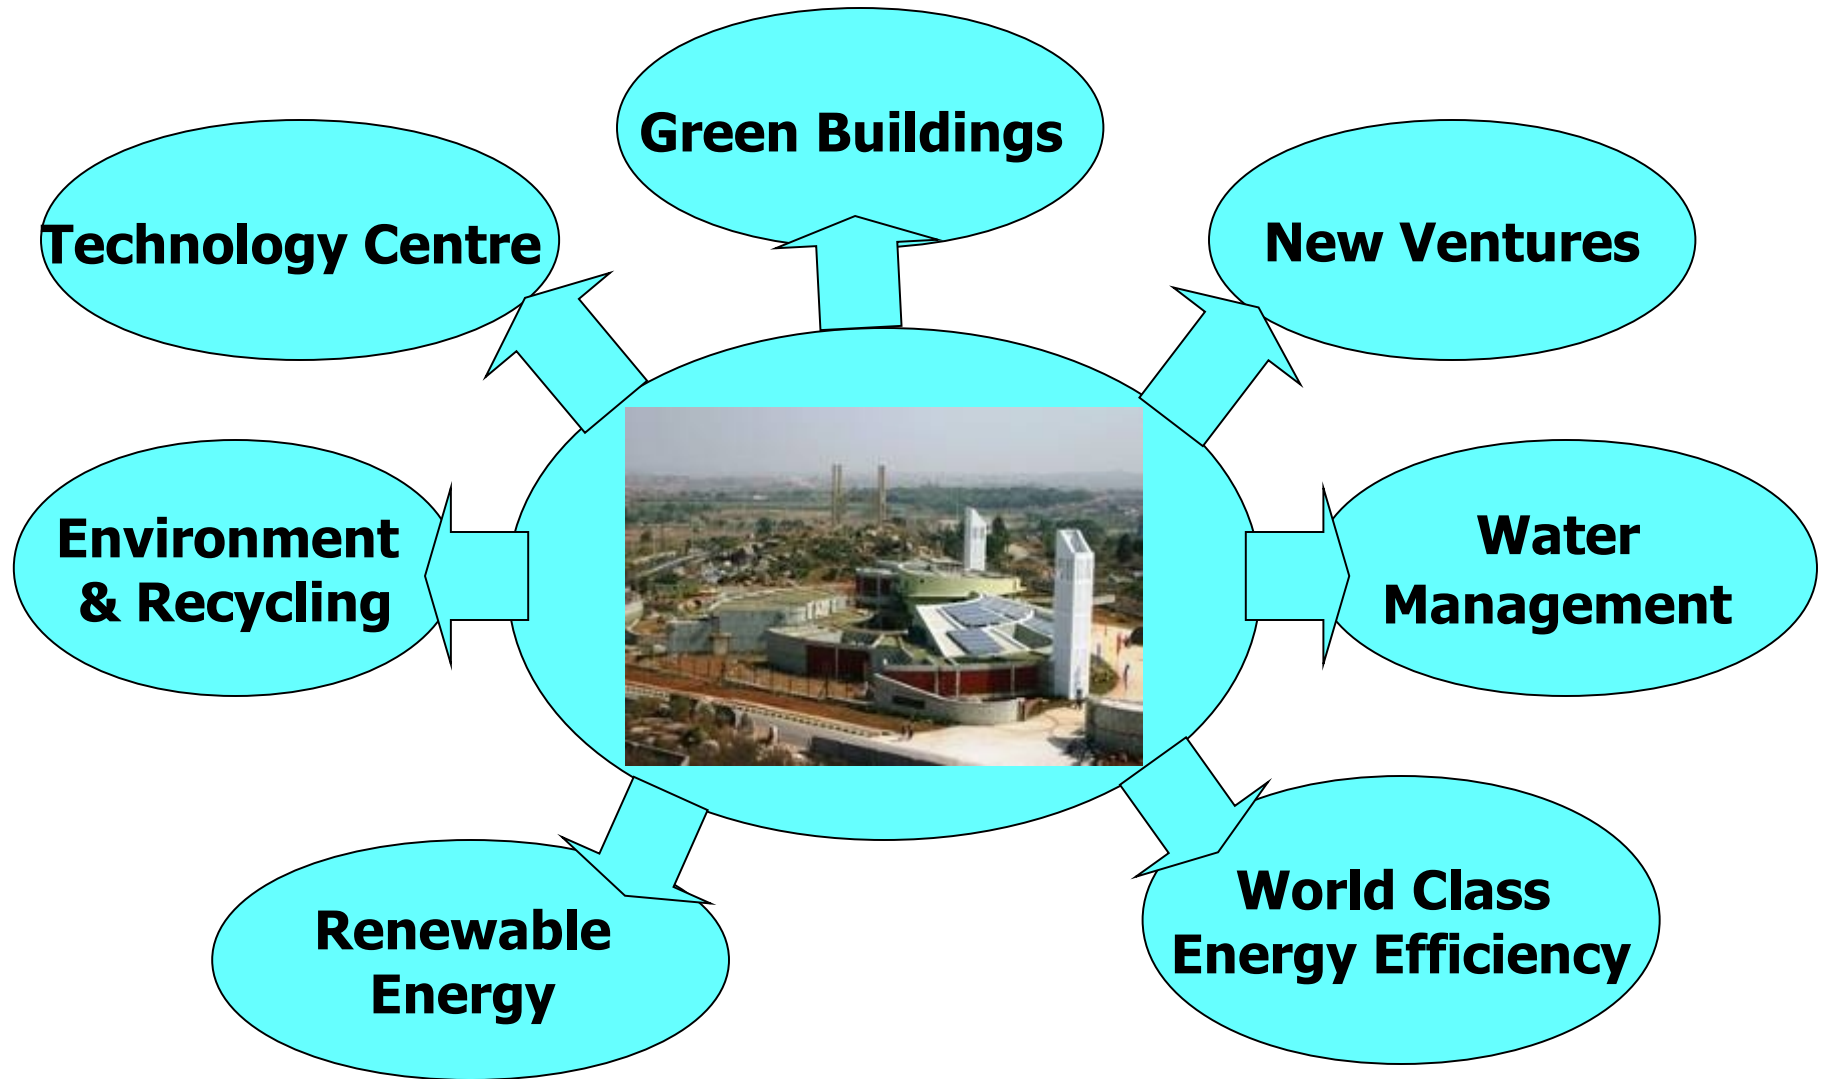 Green Buildings
Technology Centre
New Ventures
Environment
& Recycling
Water
Management
Renewable
Energy
World Class
Energy Efficiency